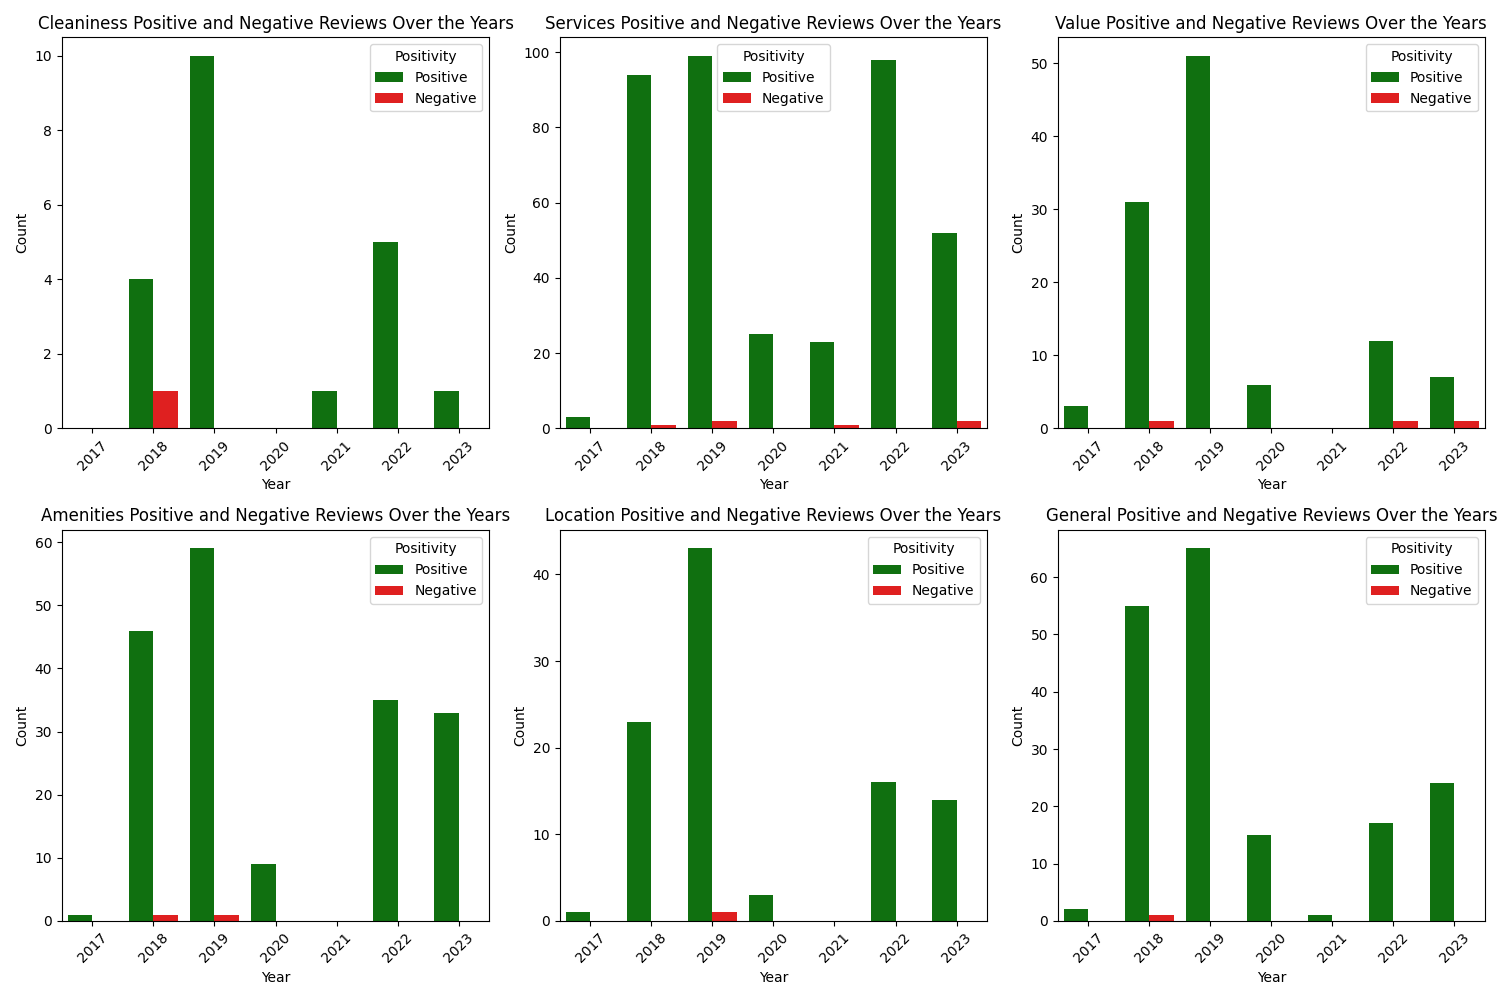 Cleaniness Positive and Negative Reviews Over the Years
Positivity
Positive
Negative
10
8
6
4
2
0
Count
2017
2018
2019
2020
2021
2022
2023
Year
Services Positive and Negative Reviews Over the Years
Positivity
Positive
Negative
100
80
60
40
20
0
Count
2017
2018
2019
2020
2021
2022
2023
Year
Value Positive and Negative Reviews Over the Years
Positivity
Positive
Negative
50
40
30
20
10
0
Count
2017
2018
2019
2020
2021
2022
2023
Year
Amenities Positive and Negative Reviews Over the Years
Positivity
Positive
Negative
60
50
40
30
20
10
0
Count
2017
2018
2019
2020
2021
2022
2023
Year
Location Positive and Negative Reviews Over the Years
Positivity
Positive
Negative
40
30
20
10
0
Count
2017
2018
2019
2020
2021
2022
2023
Year
General Positive and Negative Reviews Over the Years
Positivity
Positive
Negative
60
50
40
30
20
10
0
Count
2017
2018
2019
2020
2021
2022
2023
Year